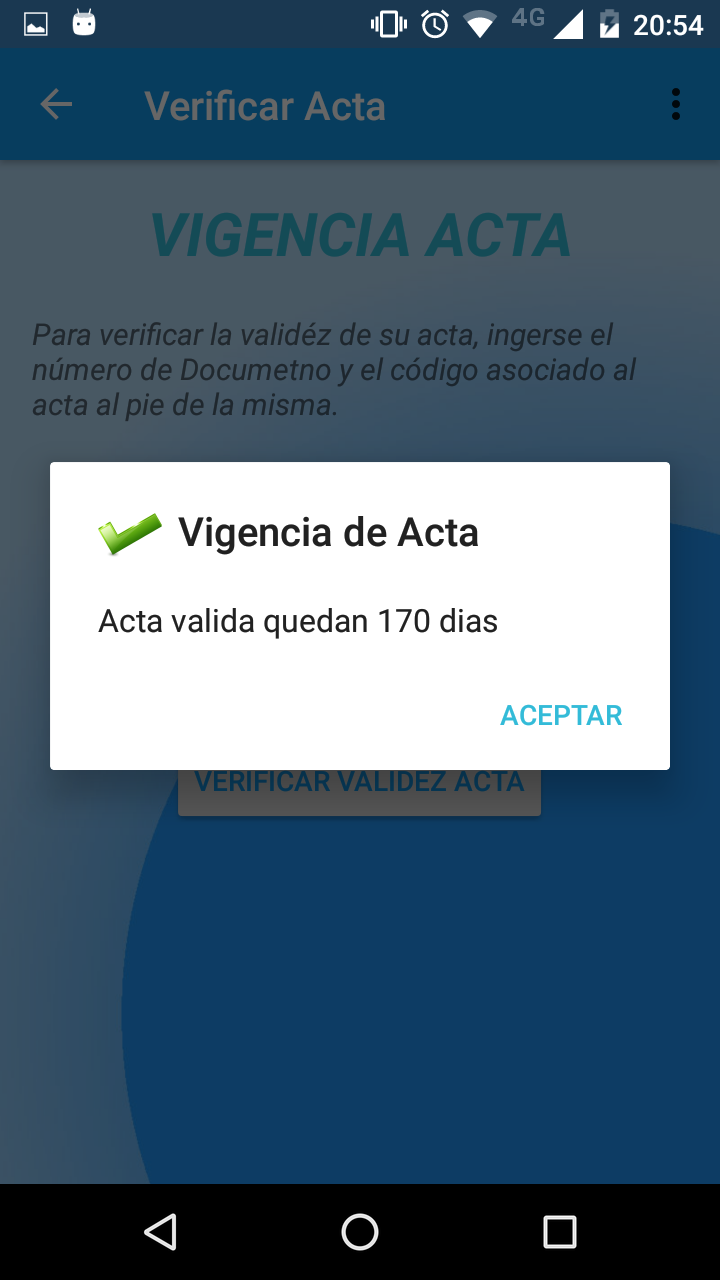 4G 20:54
Verificar Acta
VIGENCIA ACTA
Para verificar la validéz de su acta, ingerse el
número de Documetno y el código asociado al
acta al pie de la misma.
Vigencia de Acta
Acta valida quedan 170 dias
ACEPTAR
VERIFICAR VALIDEZ ACTA